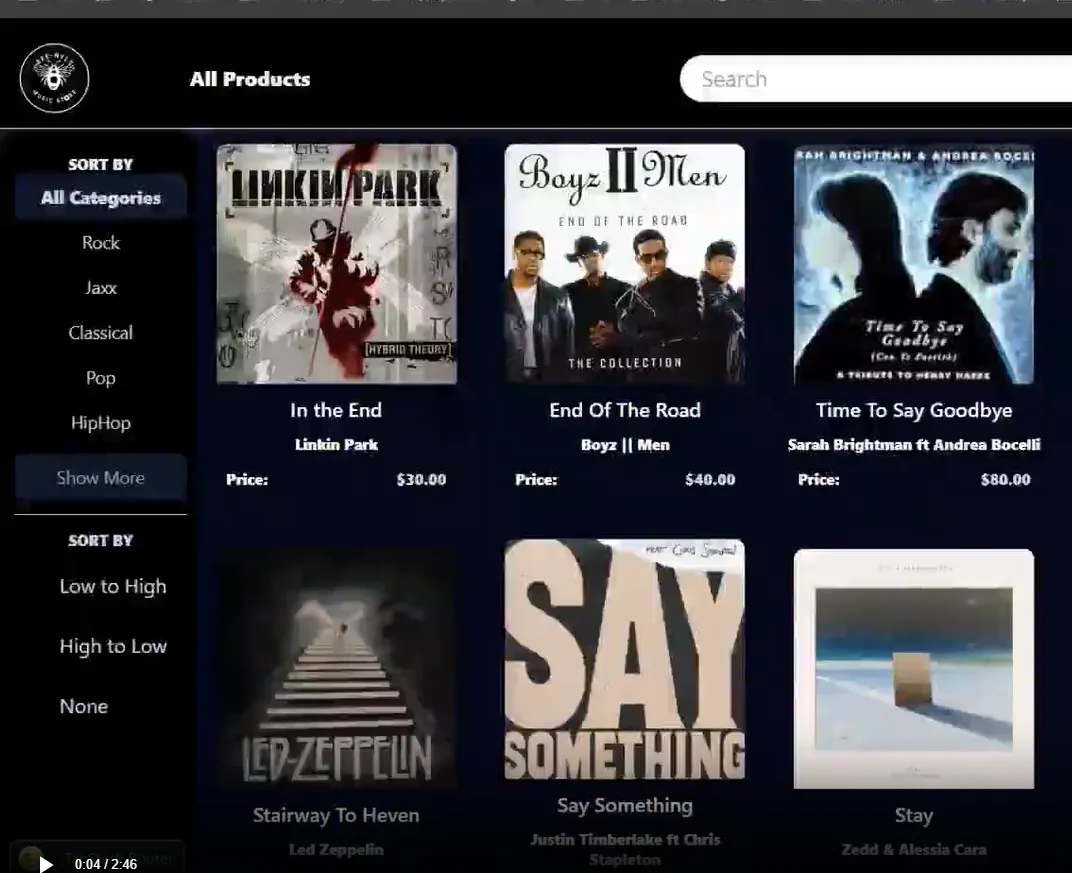 All Products
Search
SORT BY
All Categories
Rock
Jaxx
Classical
Pop
HipHop
Show More
SORT BY
Low to High
High to Low
None
LINKIN PARK
[HYBRID THEORY]
In the End
Linkin Park
Price: $30.00
Boyz II Men
END OF THE ROAD
THE COLLECTION
End Of The Road
Boyz || Men
Price: $40.00
RAH BRIGHTMAN & ANDREA BOCEL
Time To Say
Goodbye
A TRIBUTE TO HENRY MASKE
Time To Say Goodbye
Sarah Brightman ft Andrea Bocelli
Price: $80.00
LED-ZEPPELIN
Stairway To Heven
Led Zeppelin
SAY
SOMETHING
Say Something
Justin Timberlake ft Chris
Stapleton
Stay
Zedd & Alessia Cara
0:04 / 2:46